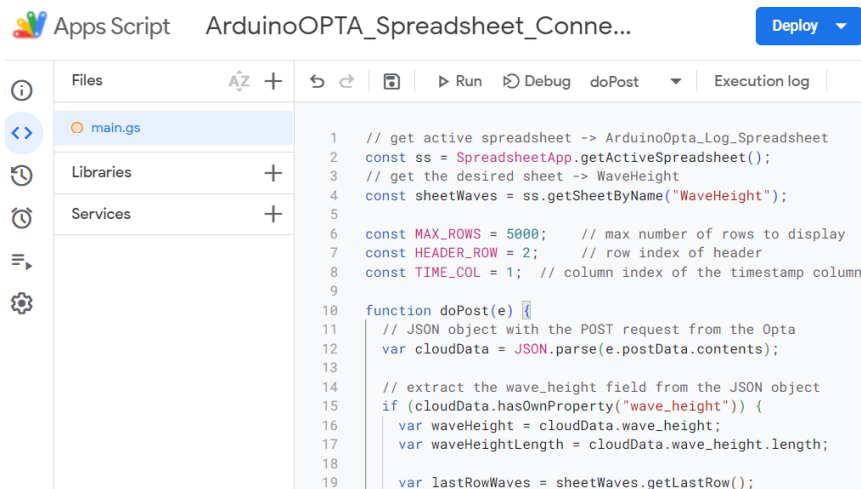 Apps Script ArduinoOPTA_Spreadsheet_Conne... Deploy
Files AZ
Run Debug doPost Execution log
main.gs
Libraries
Services
1 // get active spreadsheet -> ArduinoOpta_Log_Spreadsheet
2 const ss = SpreadsheetApp.getActiveSpreadsheet();
3 // get the desired sheet -> WaveHeight
4 const sheetWaves = ss.getSheetByName("WaveHeight");
5
6 const MAX_ROWS = 5000; // max number of rows to display
7 const HEADER_ROW = 2; // row index of header
8 const TIME_COL = 1; // column index of the timestamp column
9
10 function doPost(e) {
11 // JSON object with the POST request from the Opta
12 var cloudData = JSON.parse(e.postData.contents);
13
14 // extract the wave_height field from the JSON object
15 if (cloudData.hasOwnProperty("wave_height")) {
16 var waveHeight = cloudData.wave_height;
17 var waveHeightLength = cloudData.wave_height.length;
18
19 var lastRowWaves = sheetWaves.getLastRow();